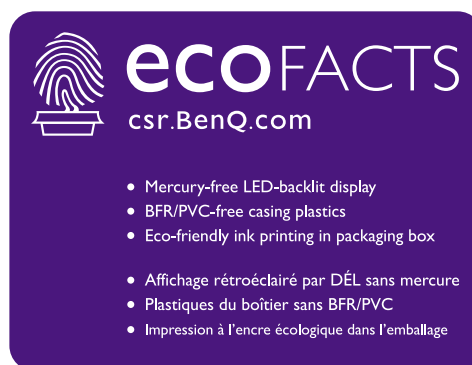 ecoFACTS
csr.BenQ.com
• Mercury-free LED-backlit display
• BFR/PVC-free casing plastics
• Eco-friendly ink printing in packaging box
• Affichage rétroéclairé par DÉL sans mercure
• Plastiques du boîtier sans BFR/PVC
• Impression à l'encre écologique dans l'emballage